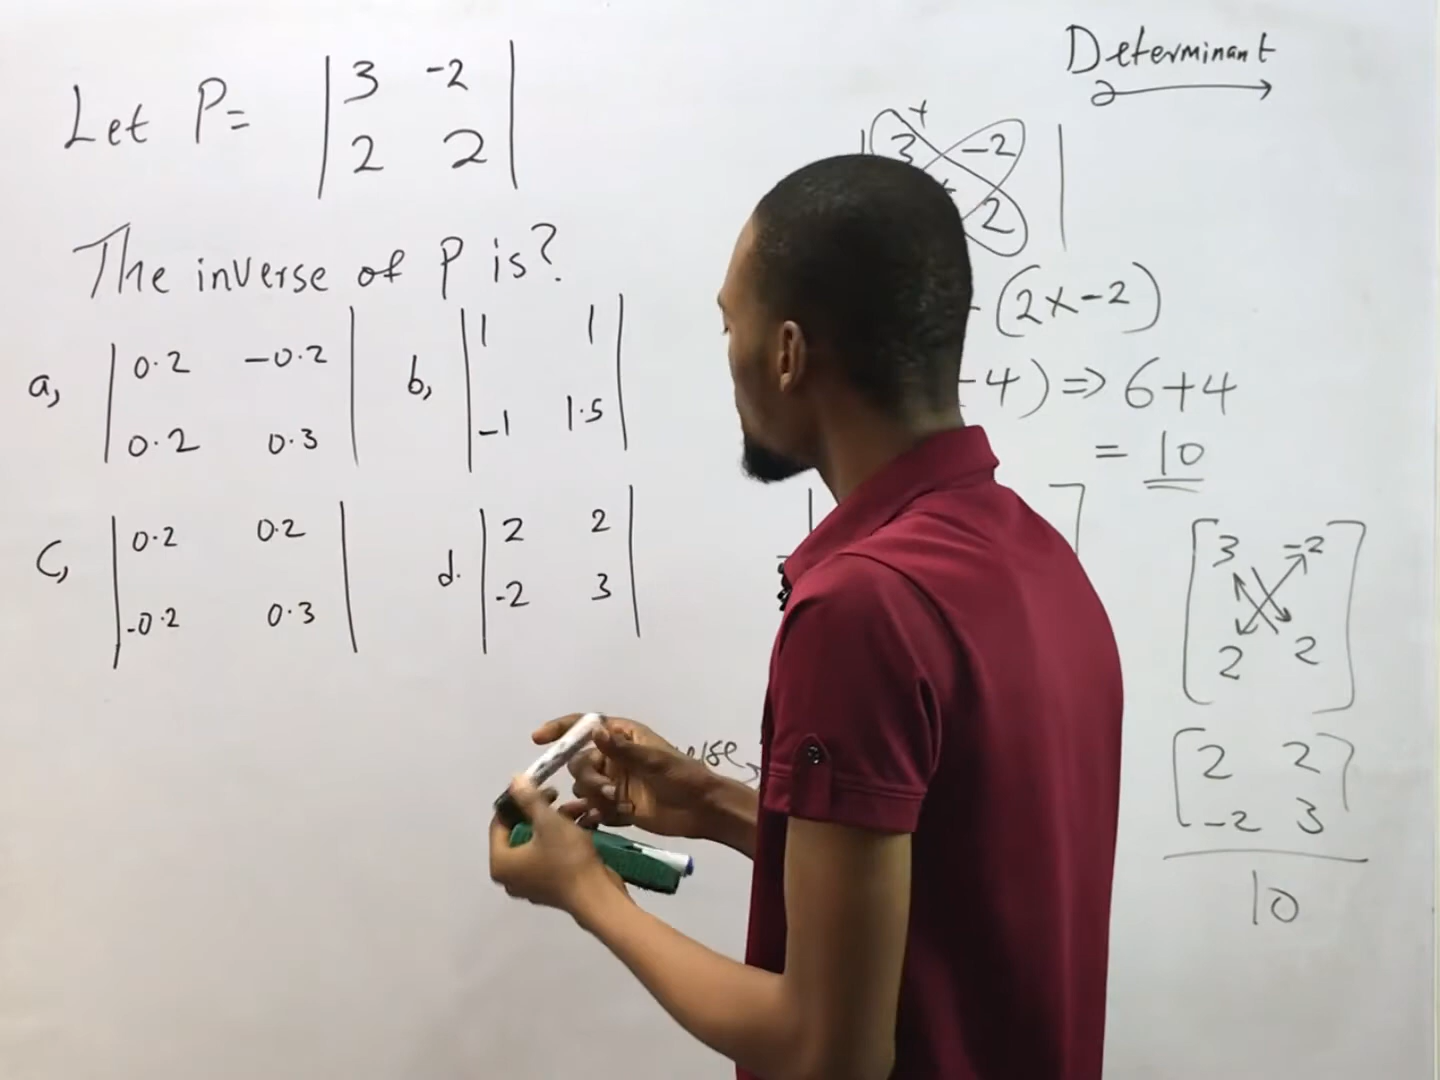 Let P= | 3 -2 |
| 2 2 |
The inverse of P is?
a, | 0.2 -0.2 |
| 0.2 0.3 |
b, | 1 1 |
| -1 1.5 |
c, | 0.2 0.2 |
| -0.2 0.3 |
d. | 2 2 |
| -2 3 |
Determinant
+
| 3 -2 |
2
- (2x-2)
-4) ⇒ 6+4
= 10
[ 3 -2 ]
[ 2 2 ]
[ 2 2 ]
[ -2 3 ]
10